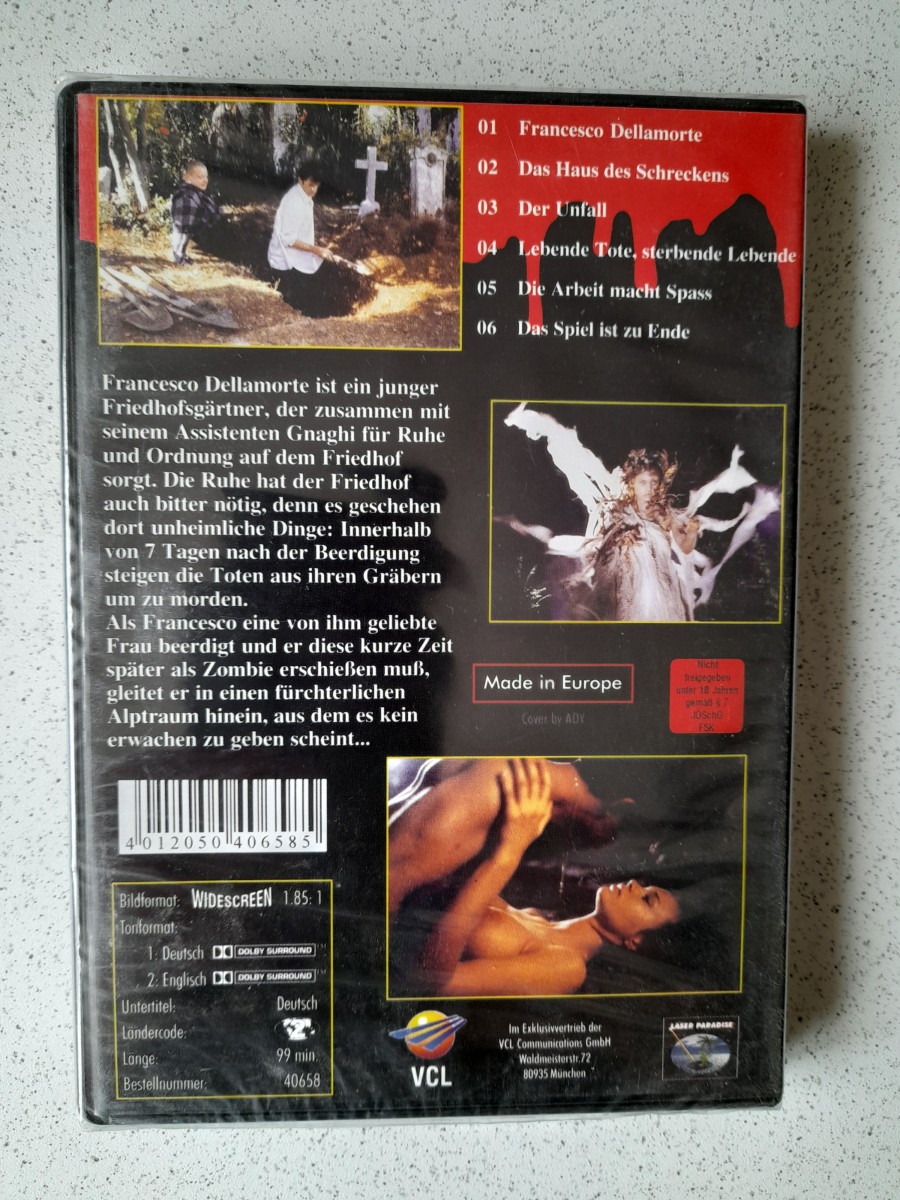 01 Francesco Dellamorte
02 Das Haus des Schreckens
03 Der Unfall
04 Lebende Tote, sterbende Lebende
05 Die Arbeit macht Spass
06 Das Spiel ist zu Ende
Francesco Dellamorte ist ein junger
Friedhofsgärtner, der zusammen mit
seinem Assistenten Gnaghi für Ruhe
und Ordnung auf dem Friedhof
sorgt. Die Ruhe hat der Friedhof
auch bitter nötig, denn es geschehen
dort unheimliche Dinge: Innerhalb
von 7 Tagen nach der Beerdigung
steigen die Toten aus ihren Gräbern
um zu morden.
Als Francesco eine von ihm geliebte
Frau beerdigt und er diese kurze Zeit
später als Zombie erschießen muß,
gleitet er in einen fürchterlichen
Alptraum hinein, aus dem es kein
erwachen zu geben scheint...
Made in Europe
Cover by ADY
Nicht
freigegeben
unter 18 Jahren
gemäß § 7
JÖSchG
FSK
4 012050 406585
Bildformat: WIDESCREEN 1.85: 1
Tonformat:
1: Deutsch DOLBY SURROUND
2: Englisch DOLBY SURROUND
Untertitel: Deutsch
Ländercode: 2
Länge: 99 min.
Bestellnummer: 40658
VCL
Im Exklusivvertrieb der
VCL Communications GmbH
Waldmeisterstr. 72
80935 München
LASER PARADISE